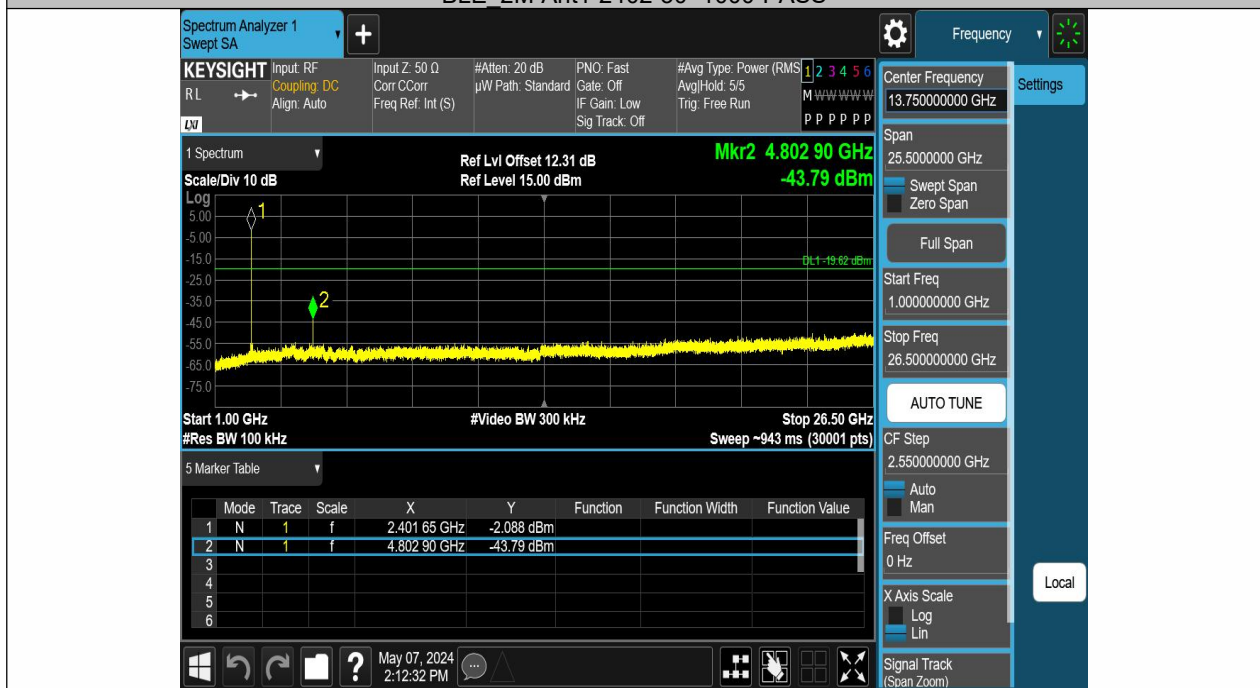 Spectrum Analyzer 1
Swept SA
Frequency
KEYSIGHT
RL
LXI
Input: RF
Coupling: DC
Align: Auto
Input Z: 50 Ω
Corr CCorr
Freq Ref: Int (S)
#Atten: 20 dB
µW Path: Standard
PNO: Fast
Gate: Off
IF Gain: Low
Sig Track: Off
#Avg Type: Power (RMS
Avg|Hold: 5/5
Trig: Free Run
1 2 3 4 5 6
M W W W W W
P P P P P P
Center Frequency
13.750000000 GHz
Settings
Span
25.5000000 GHz
Swept Span
Zero Span
Full Span
Start Freq
1.000000000 GHz
Stop Freq
26.500000000 GHz
AUTO TUNE
CF Step
2.550000000 GHz
Auto
Man
Freq Offset
0 Hz
X Axis Scale
Log
Lin
Signal Track
(Span Zoom)
Local
1 Spectrum
Scale/Div 10 dB
Ref Lvl Offset 12.31 dB
Ref Level 15.00 dBm
Mkr2 4.802 90 GHz
-43.79 dBm
Log
5.00
-5.00
-15.0
-25.0
-35.0
-45.0
-55.0
-65.0
-75.0
1
2
DL1 -19.62 dBm
Start 1.00 GHz
#Video BW 300 kHz
Stop 26.50 GHz
#Res BW 100 kHz
Sweep ~943 ms (30001 pts)
5 Marker Table
Mode Trace Scale X Y Function Function Width Function Value
1 N 1 f 2.401 65 GHz -2.088 dBm
2 N 1 f 4.802 90 GHz -43.79 dBm
3
4
5
6
?
May 07, 2024
2:12:32 PM